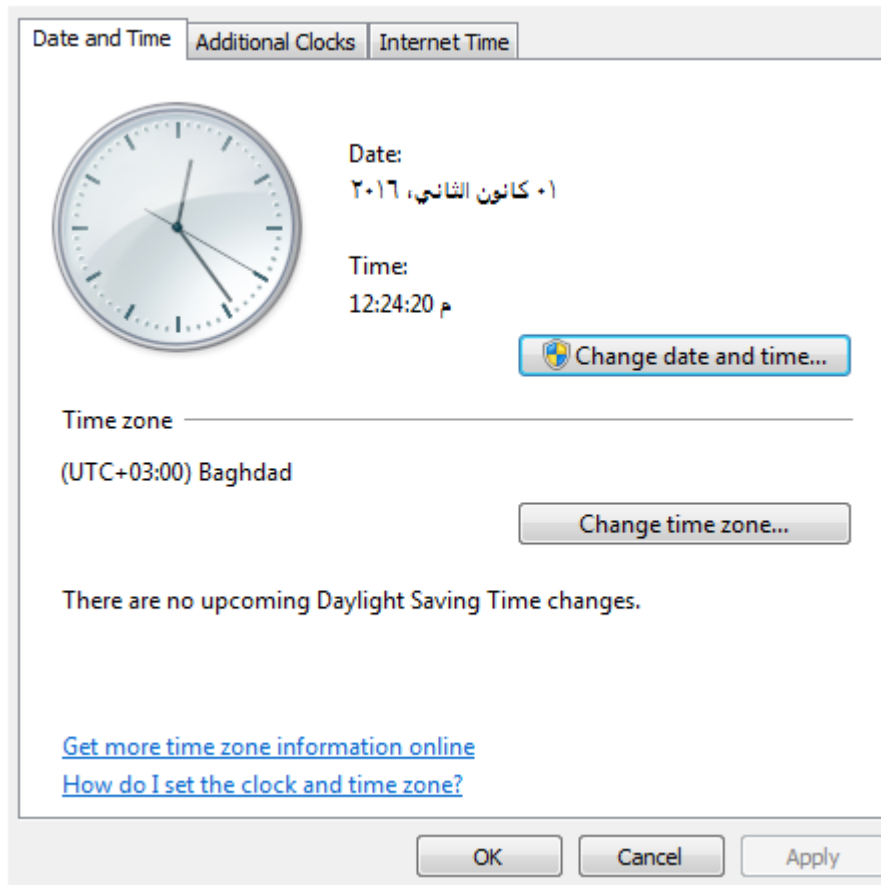 Date and Time
Additional Clocks
Internet Time
Date:
٠١ كانون الثاني، ٢٠١٦
Time:
12:24:20 م
Change date and time...
Time zone
(UTC+03:00) Baghdad
Change time zone...
There are no upcoming Daylight Saving Time changes.
Get more time zone information online
How do I set the clock and time zone?
OK
Cancel
Apply